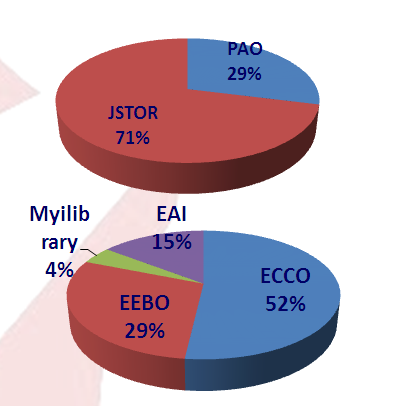 PAO
29%
JSTOR
71%
Myilib
rary
4%
EAI
15%
ECCO
52%
EEBO
29%